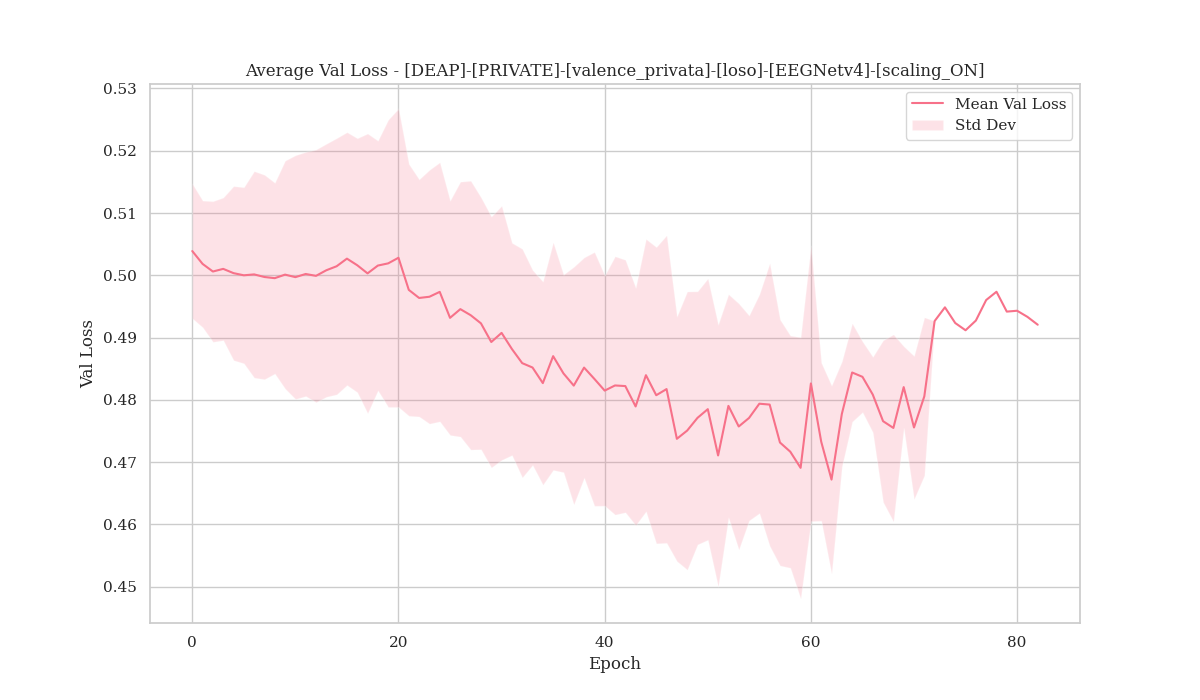 Average Val Loss - [DEAP]-[PRIVATE]-[valence_privata]-[loso]-[EEGNetv4]-[scaling_ON]
Mean Val Loss
Std Dev
Val Loss
0.53
0.52
0.51
0.50
0.49
0.48
0.47
0.46
0.45
0 20 40 60 80
Epoch